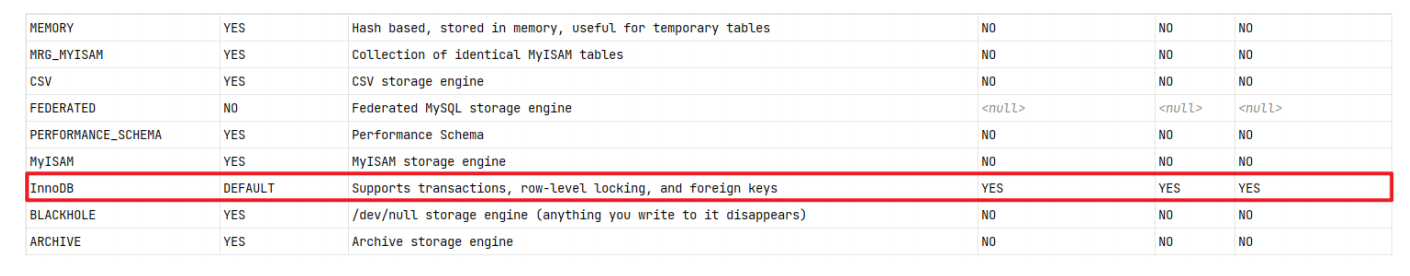 MEMORY YES Hash based, stored in memory, useful for temporary tables NO NO NO
MRG_MYISAM YES Collection of identical MyISAM tables NO NO NO
CSV YES CSV storage engine NO NO NO
FEDERATED NO Federated MySQL storage engine <null> <null> <null>
PERFORMANCE_SCHEMA YES Performance Schema NO NO NO
MyISAM YES MyISAM storage engine NO NO NO
InnoDB DEFAULT Supports transactions, row-level locking, and foreign keys YES YES YES
BLACKHOLE YES /dev/null storage engine (anything you write to it disappears) NO NO NO
ARCHIVE YES Archive storage engine NO NO NO